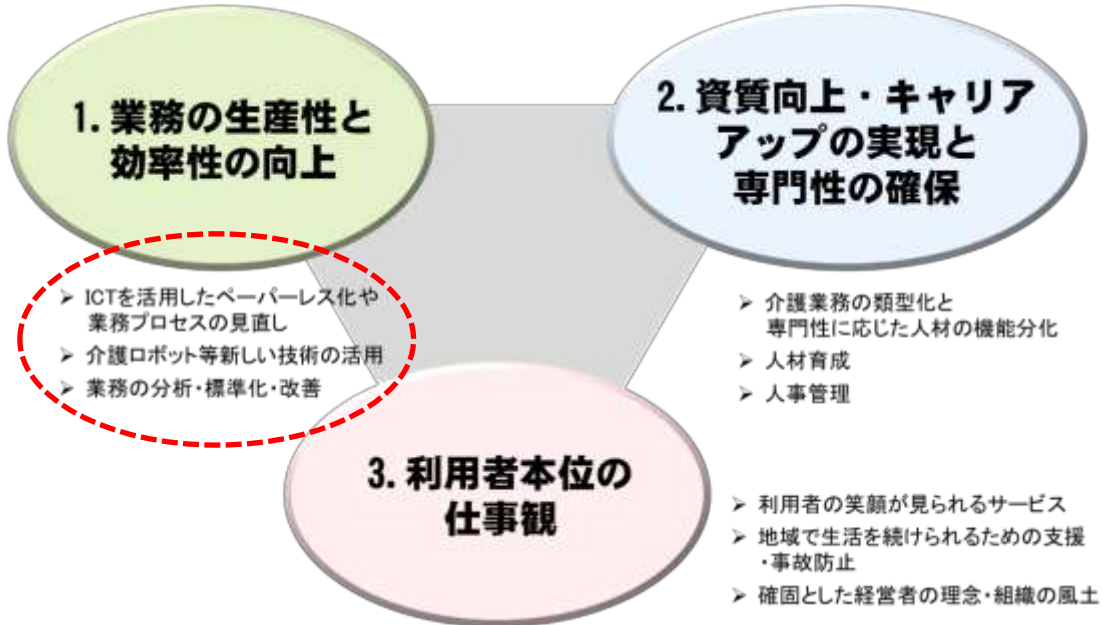 1. 業務の生産性と
効率性の向上
➢ ICTを活用したペーパーレス化や
業務プロセスの見直し
➢ 介護ロボット等新しい技術の活用
➢ 業務の分析・標準化・改善
2. 資質向上・キャリア
アップの実現と
専門性の確保
➢ 介護業務の類型化と
専門性に応じた人材の機能分化
➢ 人材育成
➢ 人事管理
3. 利用者本位の
仕事観
➢ 利用者の笑顔が見られるサービス
➢ 地域で生活を続けられるための支援
・事故防止
➢ 確固とした経営者の理念・組織の風土